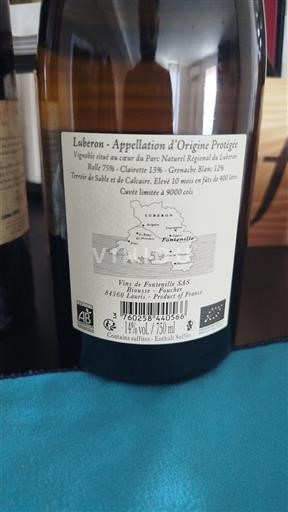 Luberon - Appellation d'Origine Protégée
Vignoble situé au cœur du Parc Naturel Régional du Luberon
Rolle 75% - Clairette 13% - Grenache Blanc 12%
Terroir de Sable et de Calcaire. Elevé 10 mois en fûts de 400 litres
Cuvée limitée à 9000 cols
LUBERON
Fontenille
Vins de Fontenille SAS
Biousse - Foucher
84360 Lauris - Product of France
3 760258 440566
14% vol. / 750 ml
Contains sulfites - Enthält Sulfite
AB